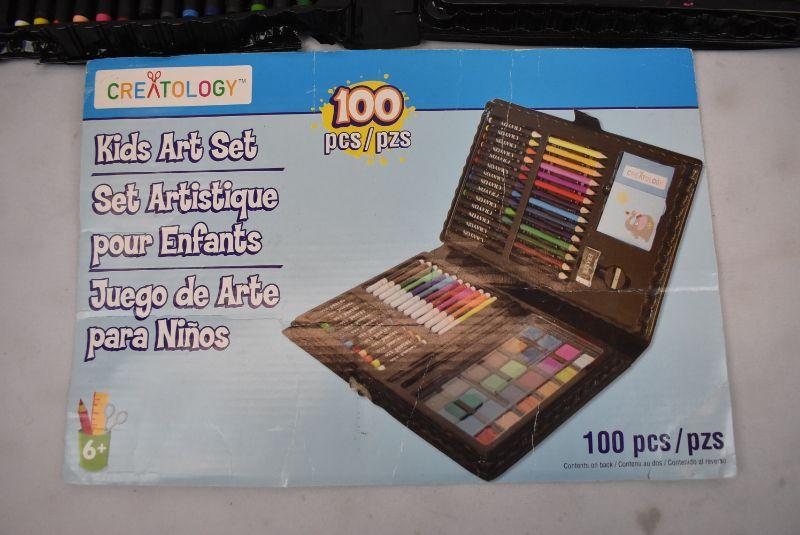 CREATOLOGY™
100
pcs/pzs
Kids Art Set
Set Artistique
pour Enfants
Juego de Arte
para Niños
6+
CREATOLOGY
100 pcs/pzs
Contents on back / Contenu au dos / Contenido al reverso